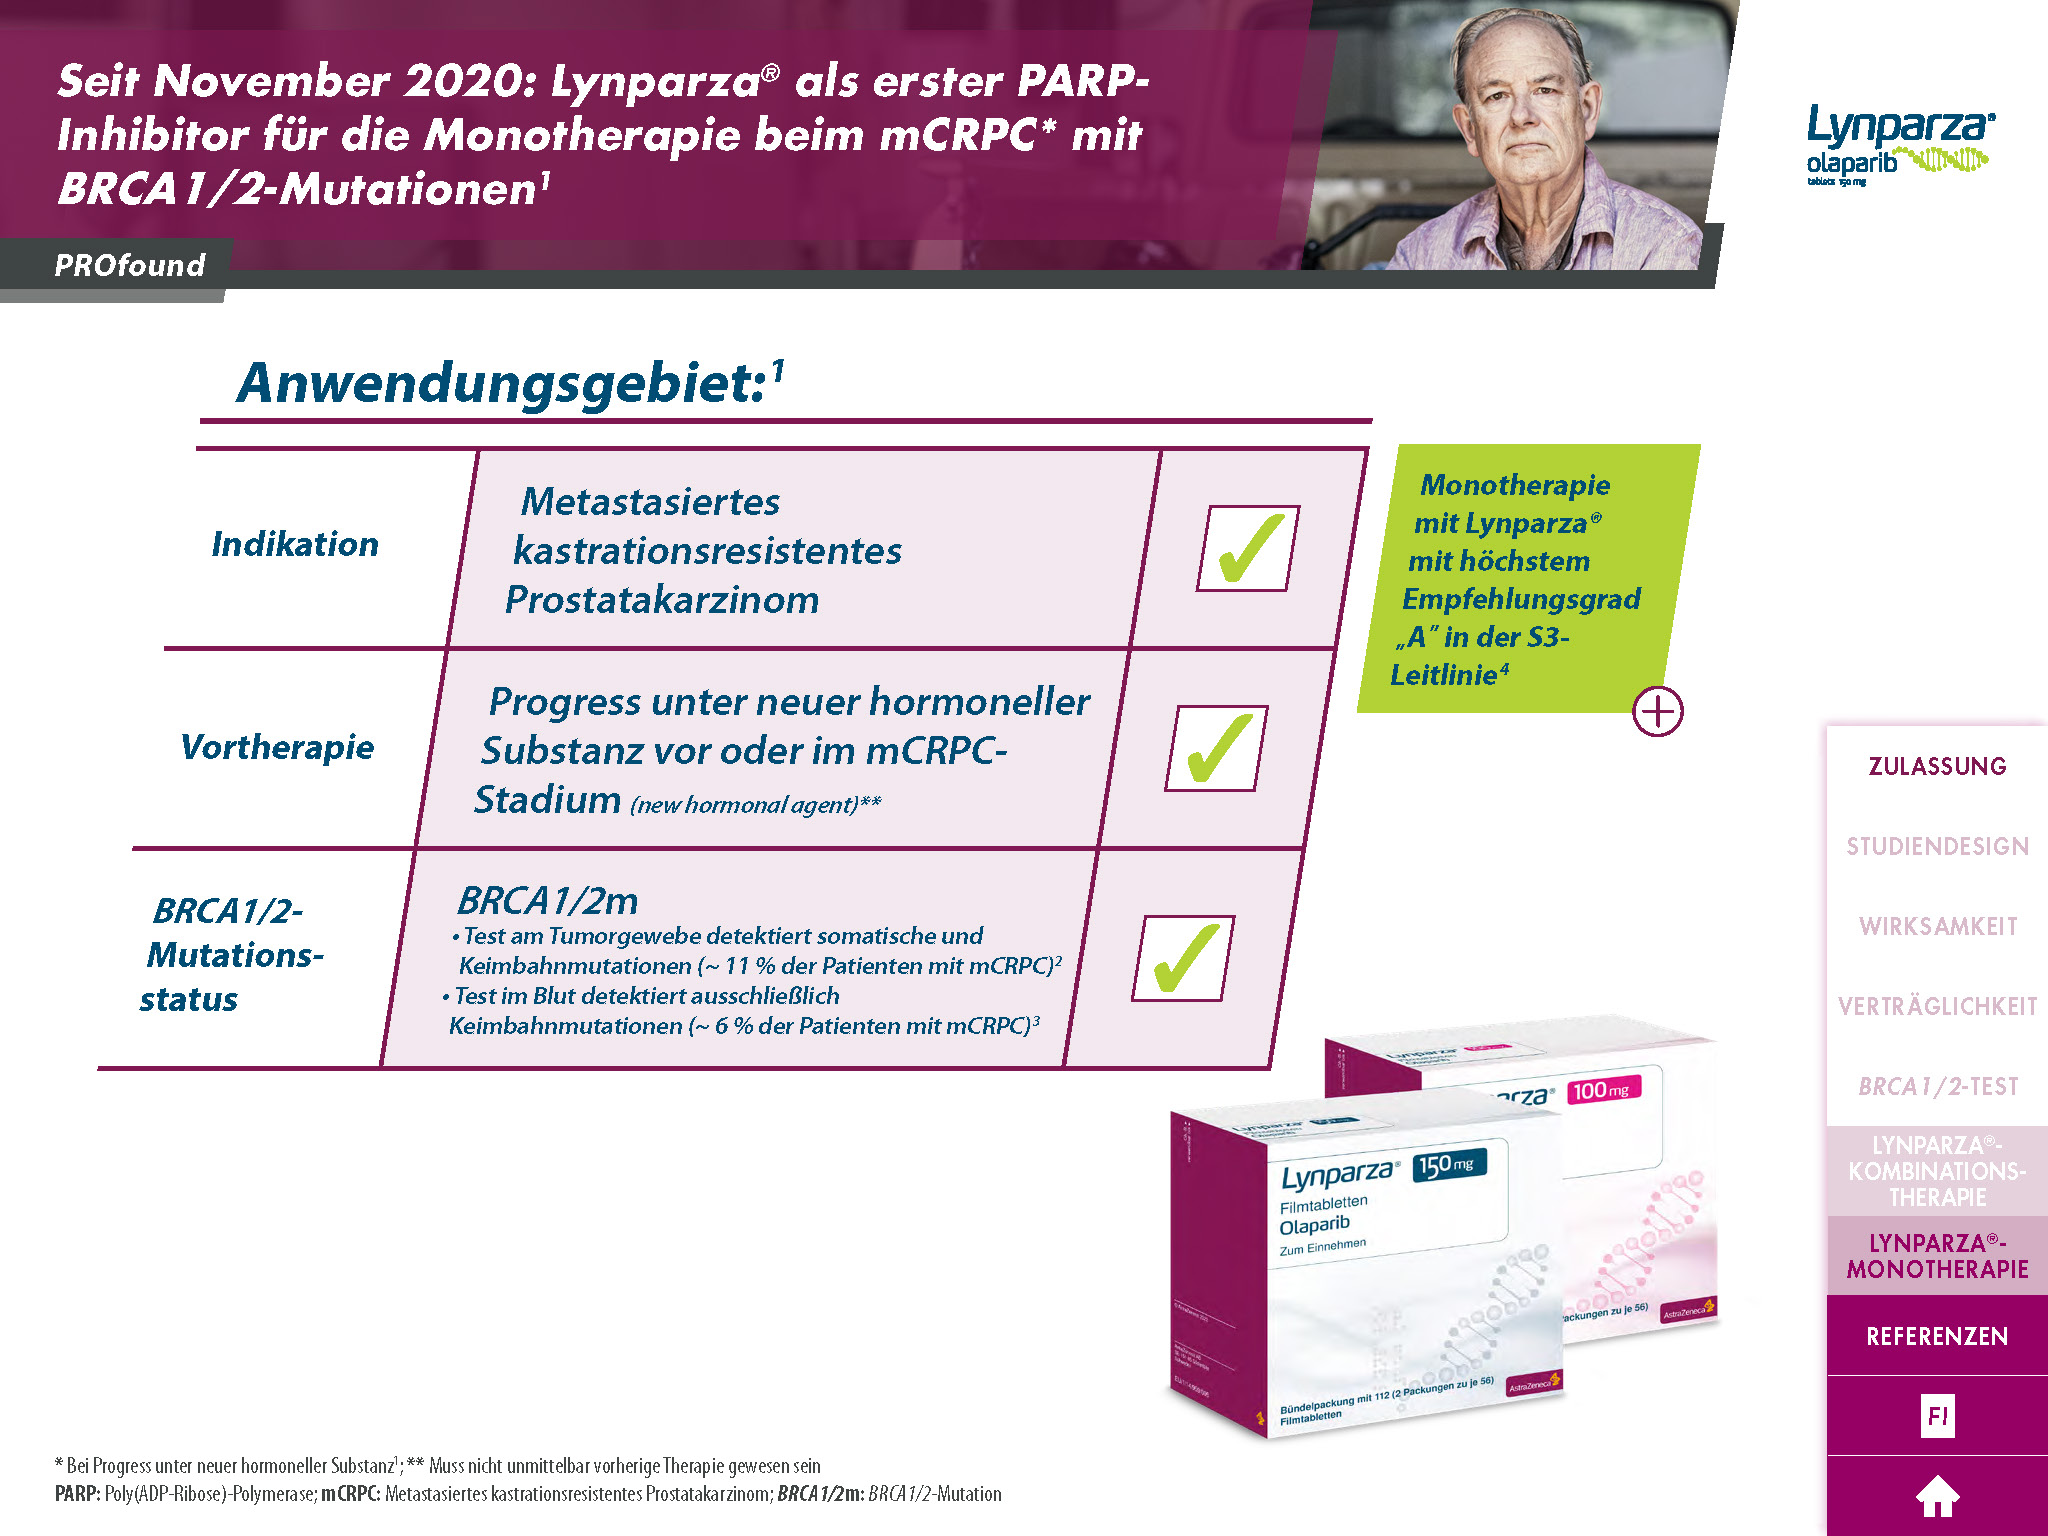 Seit November 2020: Lynparza® als erster PARP-
Inhibitor für die Monotherapie beim mCRPC* mit
BRCA1/2-Mutationen¹
PROfound
Lynparza®
olaparib
tablets 150 mg
Anwendungsgebiet:¹
Indikation
Metastasiertes
kastrationsresistentes
Prostatakarzinom
Vortherapie
Progress unter neuer hormoneller
Substanz vor oder im mCRPC-
Stadium (new hormonal agent)**
BRCA1/2-
Mutations-
status
BRCA1/2m
• Test am Tumorgewebe detektiert somatische und
Keimbahnmutationen (~ 11 % der Patienten mit mCRPC)²
• Test im Blut detektiert ausschließlich
Keimbahnmutationen (~ 6 % der Patienten mit mCRPC)³
Monotherapie
mit Lynparza®
mit höchstem
Empfehlungsgrad
„A" in der S3-
Leitlinie⁴
ZULASSUNG
STUDIENDESIGN
WIRKSAMKEIT
VERTRÄGLICHKEIT
BRCA1/2-TEST
LYNPARZA®-
KOMBINATIONS-
THERAPIE
LYNPARZA®-
MONOTHERAPIE
REFERENZEN
FI
100 mg
Lynparza® 150 mg
Filmtabletten
Olaparib
Zum Einnehmen
Bündelpackung mit 112 (2 Packungen zu je 56)
Filmtabletten
AstraZeneca
ackungen zu je 56)
AstraZeneca
* Bei Progress unter neuer hormoneller Substanz¹; ** Muss nicht unmittelbar vorherige Therapie gewesen sein
PARP: Poly(ADP-Ribose)-Polymerase; mCRPC: Metastasiertes kastrationsresistentes Prostatakarzinom; BRCA1/2m: BRCA1/2-Mutation